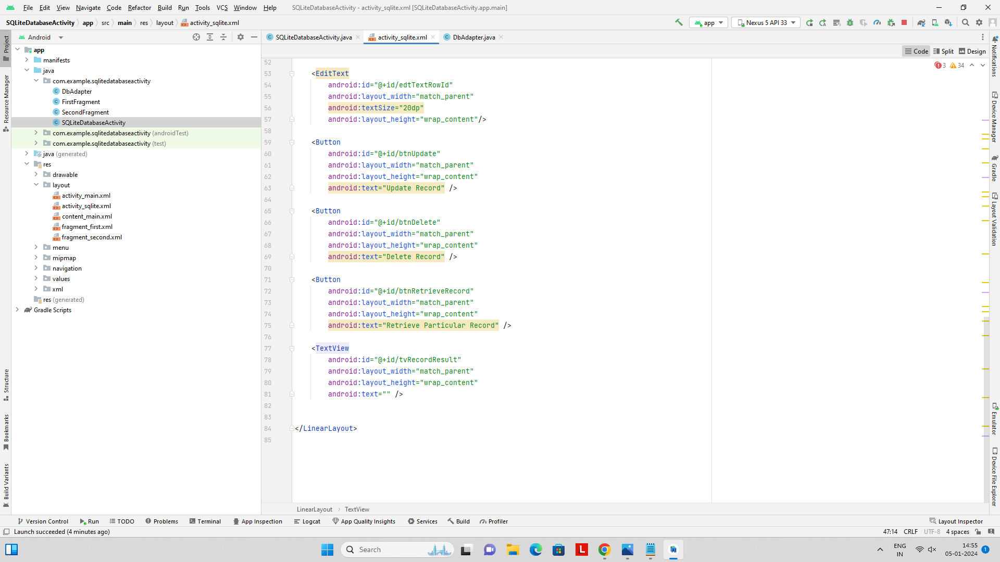 File Edit View Navigate Code Refactor Build Run Tools VCS Window Help SQLiteDatabaseActivity - activity_sqlite.xml [SQLiteDatabaseActivity.app.main]
SQLiteDatabaseActivity app src main res layout activity_sqlite.xml app Nexus 5 API 33
Android SQLiteDatabaseActivity.java activity_sqlite.xml DbAdapter.java
Code Split Design
3 34
app
manifests
java
com.example.sqlitedatabaseactivity
DbAdapter
FirstFragment
SecondFragment
SQLiteDatabaseActivity
com.example.sqlitedatabaseactivity (androidTest)
com.example.sqlitedatabaseactivity (test)
java (generated)
res
drawable
layout
activity_main.xml
activity_sqlite.xml
content_main.xml
fragment_first.xml
fragment_second.xml
menu
mipmap
navigation
values
xml
res (generated)
Gradle Scripts
52
53 <EditText
54 android:id="@+id/edtTextRowId"
55 android:layout_width="match_parent"
56 android:textSize="20dp"
57 android:layout_height="wrap_content"/>
58
59 <Button
60 android:id="@+id/btnUpdate"
61 android:layout_width="match_parent"
62 android:layout_height="wrap_content"
63 android:text="Update Record" />
64
65 <Button
66 android:id="@+id/btnDelete"
67 android:layout_width="match_parent"
68 android:layout_height="wrap_content"
69 android:text="Delete Record" />
70
71 <Button
72 android:id="@+id/btnRetrieveRecord"
73 android:layout_width="match_parent"
74 android:layout_height="wrap_content"
75 android:text="Retrieve Particular Record" />
76
77 <TextView
78 android:id="@+id/tvRecordResult"
79 android:layout_width="match_parent"
80 android:layout_height="wrap_content"
81 android:text="" />
82
83
84 </LinearLayout>
85
LinearLayout TextView
Project
Resource Manager
Structure
Bookmarks
Build Variants
Notifications
Device Manager
Gradle
Layout Validation
Emulator
Device File Explorer
Version Control Run TODO Problems Terminal App Inspection Logcat App Quality Insights Services Build Profiler Layout Inspector
Launch succeeded (4 minutes ago) 47:14 CRLF UTF-8 4 spaces
Search L ENG IN 14:55 05-01-2024 1